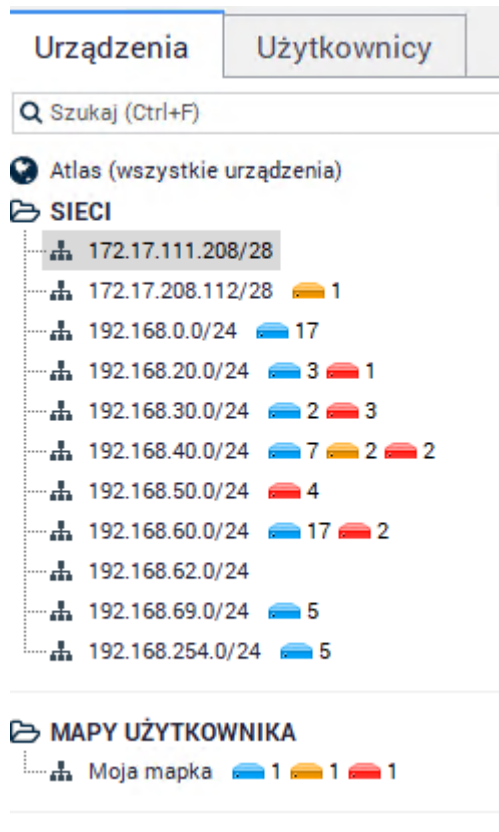 Urządzenia Użytkownicy
Szukaj (Ctrl+F)
Atlas (wszystkie urządzenia)
SIECI
172.17.111.208/28
172.17.208.112/28 1
192.168.0.0/24 17
192.168.20.0/24 3 1
192.168.30.0/24 2 3
192.168.40.0/24 7 2 2
192.168.50.0/24 4
192.168.60.0/24 17 2
192.168.62.0/24
192.168.69.0/24 5
192.168.254.0/24 5
MAPY UŻYTKOWNIKA
Moja mapka 1 1 1